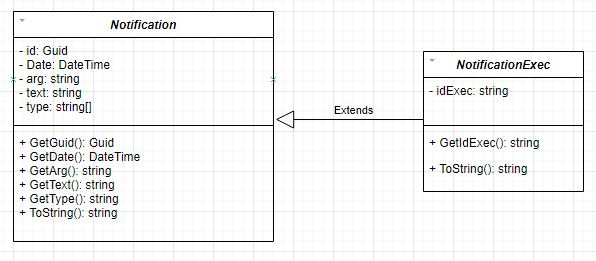 Notification
- id: Guid
- Date: DateTime
- arg: string
- text: string
- type: string[]
+ GetGuid(): Guid
+ GetDate(): DateTime
+ GetArg(): string
+ GetText(): string
+ GetType(): string
+ ToString(): string
Extends
NotificationExec
- idExec: string
+ GetIdExec(): string
+ ToString(): string